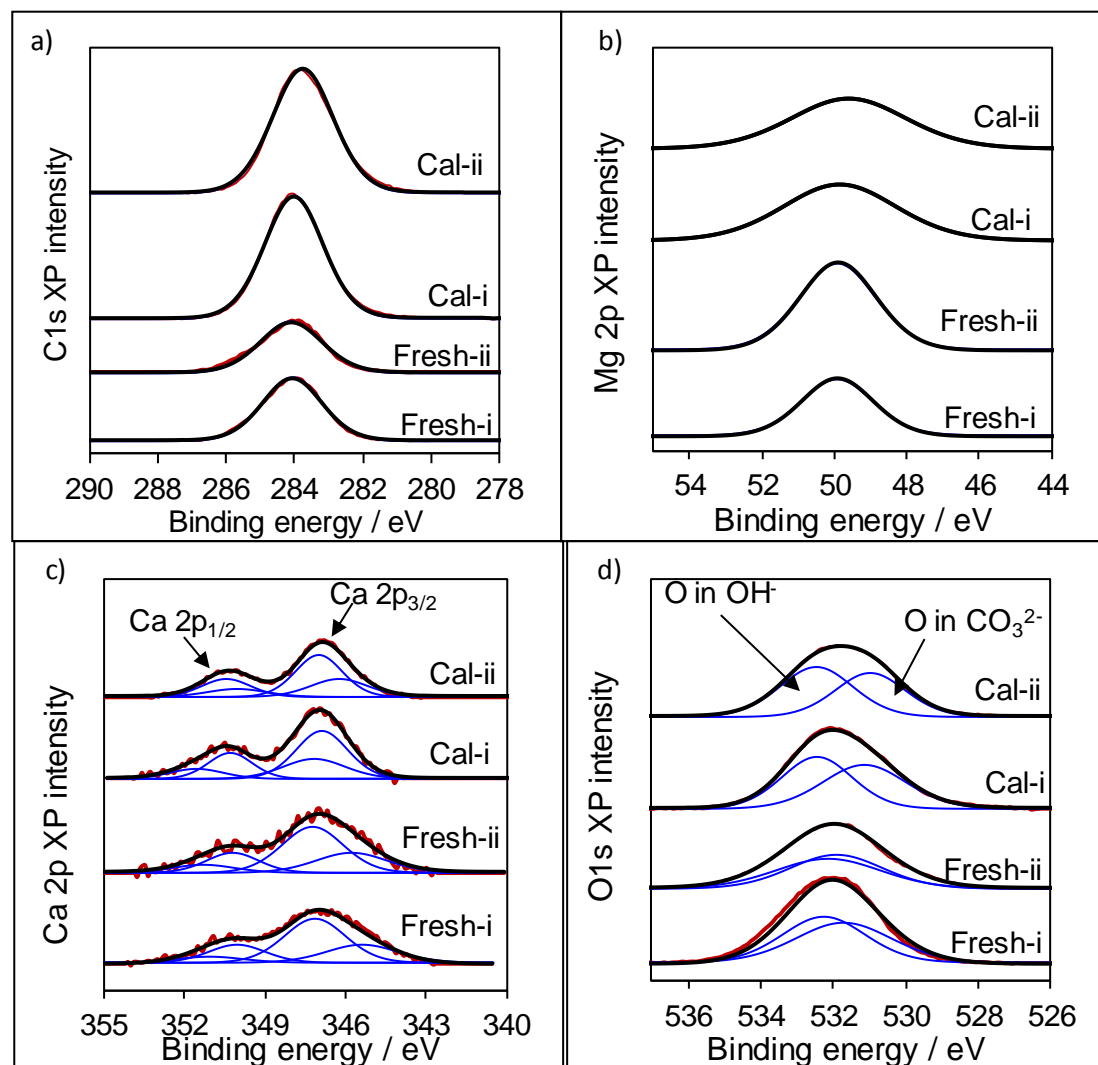 a)
C1s XP intensity
Cal-ii
Cal-i
Fresh-ii
Fresh-i
290 288 286 284 282 280 278
Binding energy / eV
b)
Mg 2p XP intensity
Cal-ii
Cal-i
Fresh-ii
Fresh-i
54 52 50 48 46 44
Binding energy / eV
c)
Ca 2p XP intensity
Ca 2p1/2
Ca 2p3/2
Cal-ii
Cal-i
Fresh-ii
Fresh-i
355 352 349 346 343 340
Binding energy / eV
d)
O1s XP intensity
O in OH-
O in CO32-
Cal-ii
Cal-i
Fresh-ii
Fresh-i
536 534 532 530 528 526
Binding energy / eV